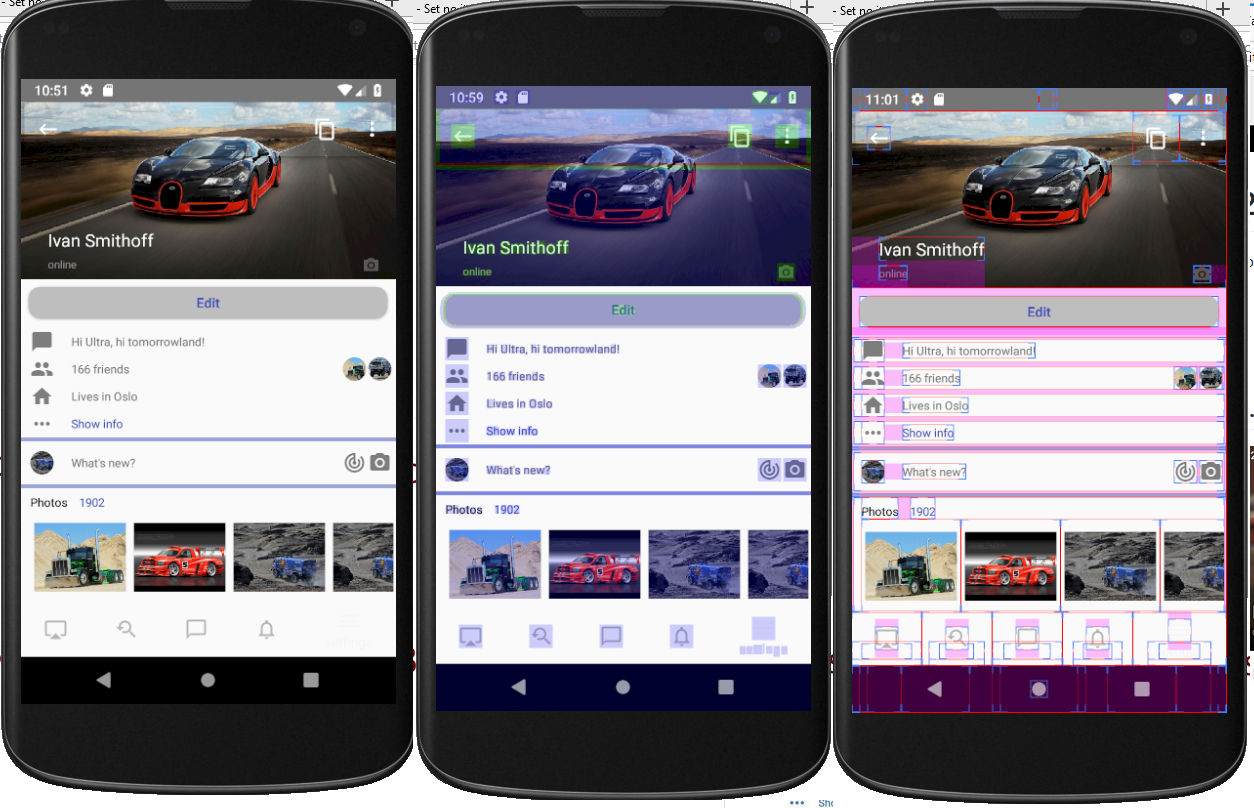 - Set no
10:51
Ivan Smithoff
online
Edit
Hi Ultra, hi tomorrowland!
166 friends
Lives in Oslo
Show info
What's new?
Photos 1902
- Set no
10:59
Ivan Smithoff
online
Edit
Hi Ultra, hi tomorrowland!
166 friends
Lives in Oslo
Show info
What's new?
Photos 1902
- Set no
11:01
Ivan Smithoff
online
Edit
Hi Ultra, hi tomorrowland!
166 friends
Lives in Oslo
Show info
What's new?
Photos 1902